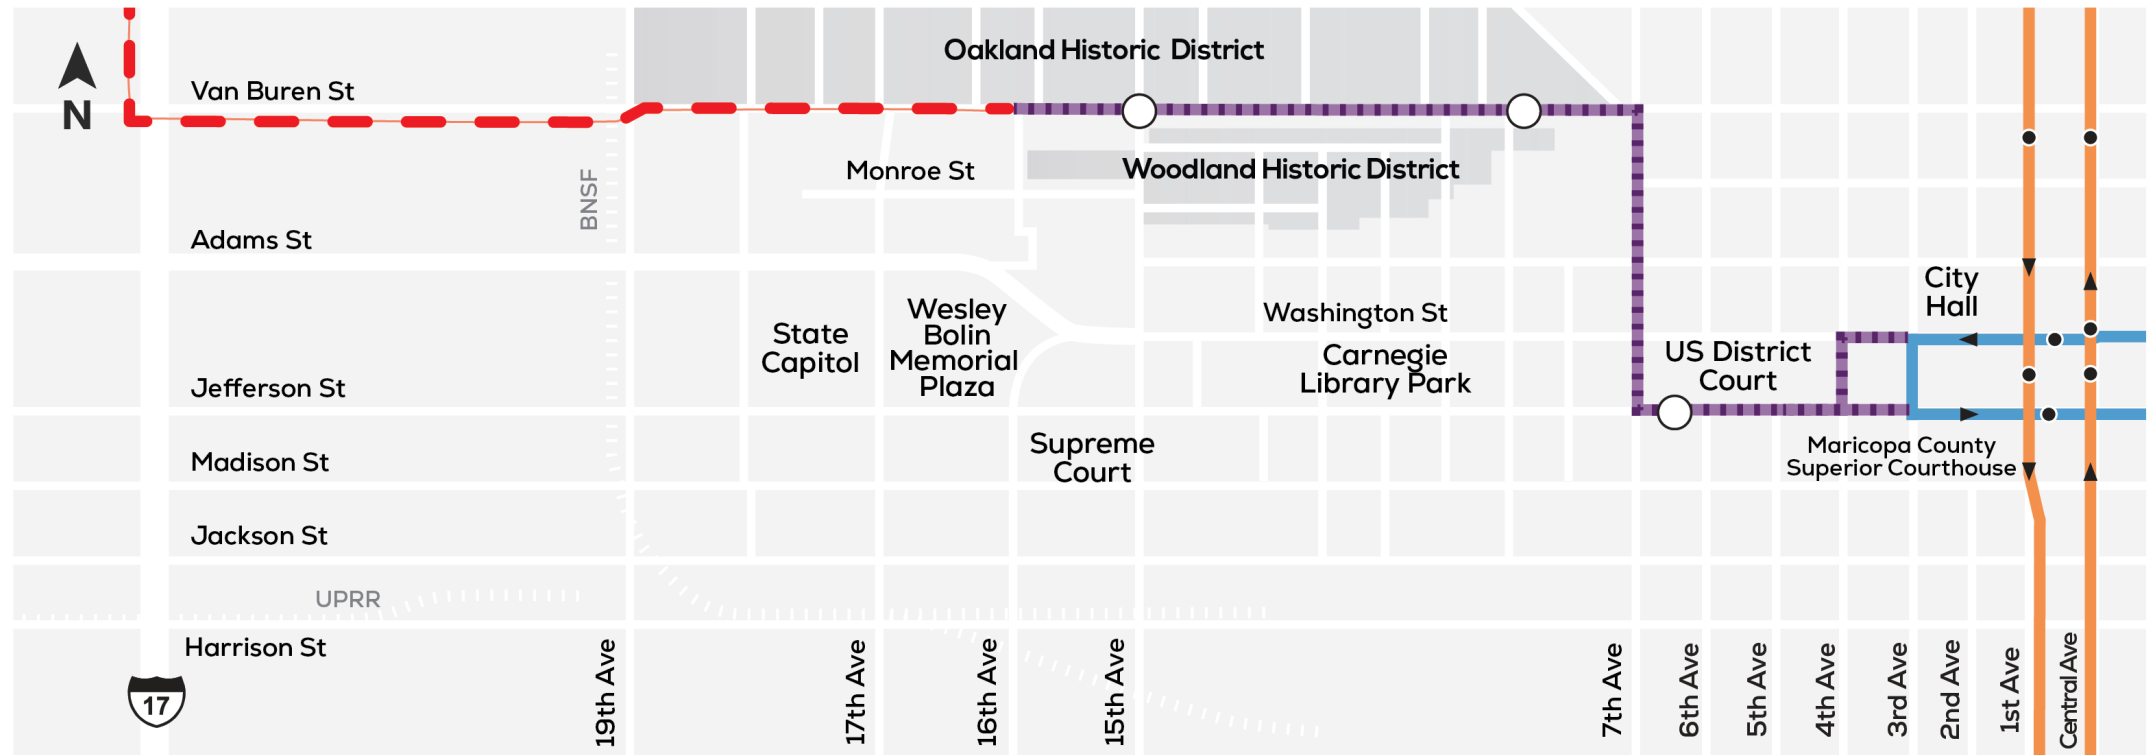 Oakland Historic District
Van Buren St
N
Monroe St
Woodland Historic District
BNSF
Adams St
City
Hall
Wesley
Bolin
Memorial
Plaza
State
Capitol
Washington St
Carnegie
Library Park
US District
Court
Jefferson St
Supreme
Court
Maricopa County
Superior Courthouse
Madison St
Jackson St
UPRR
Harrison St
17
19th Ave
17th Ave
16th Ave
15th Ave
7th Ave
6th Ave
5th Ave
4th Ave
3rd Ave
2nd Ave
1st Ave
Central Ave